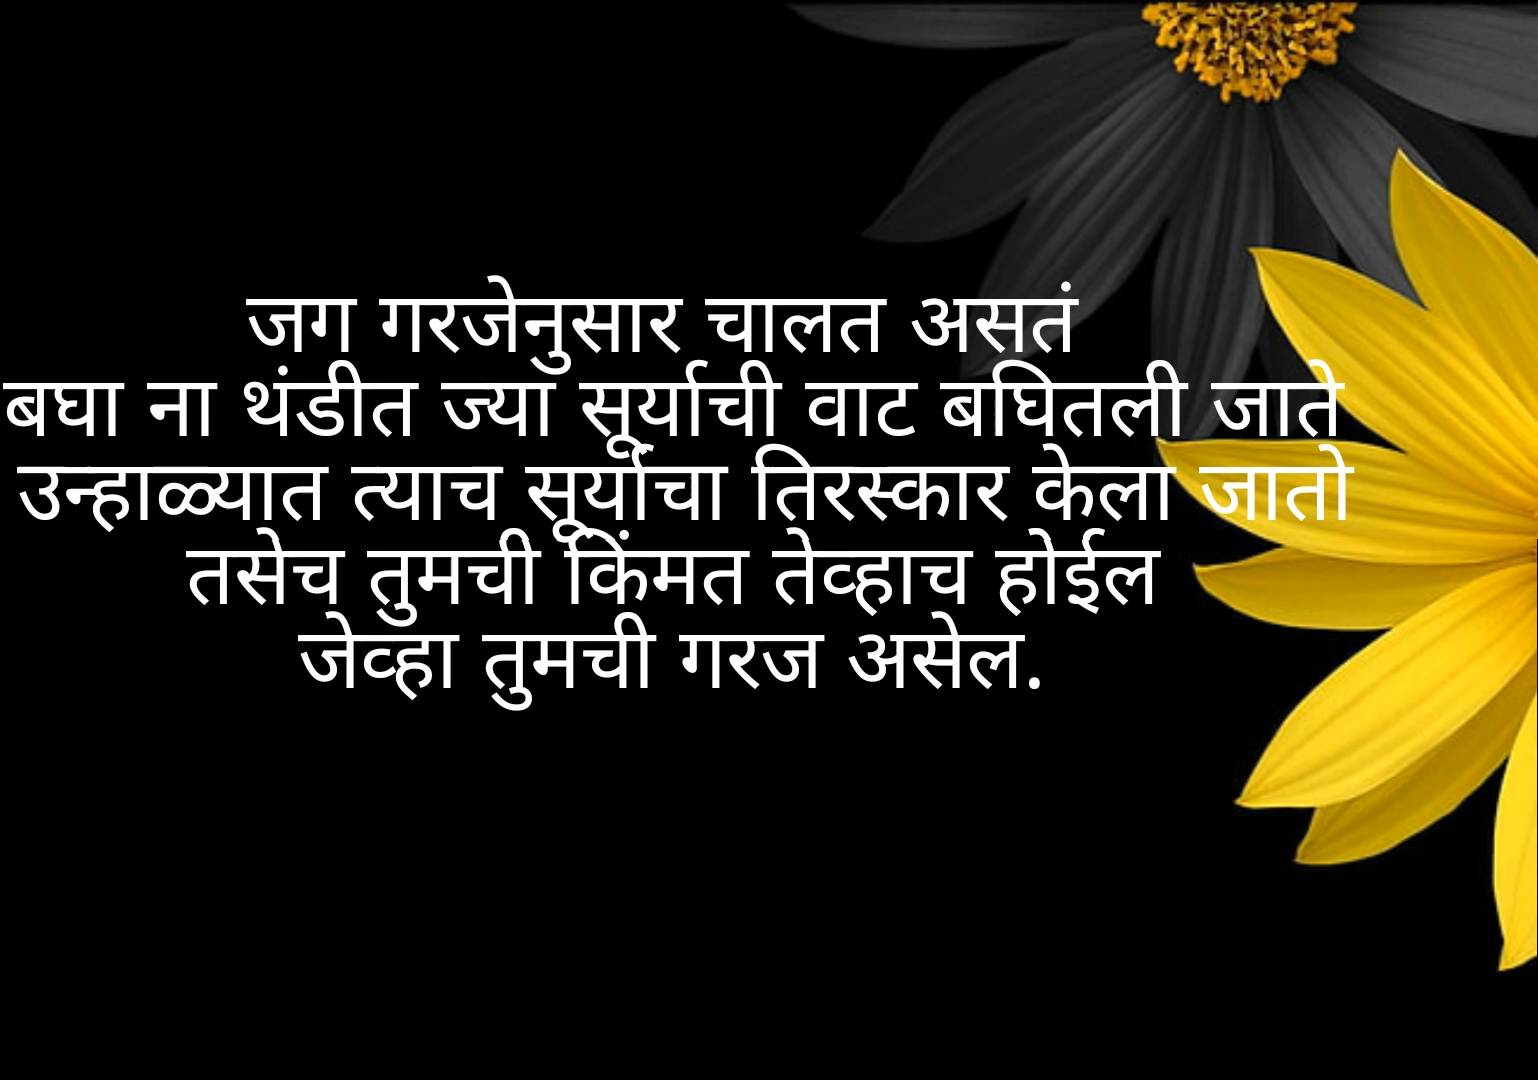 जग गरजेनुसार चालत असतं
बघा ना थंडीत ज्या सूर्याची वाट बघितली जाते
उन्हाळ्यात त्याच सूर्याचा तिरस्कार केला जातो
तसेच तुमची किंमत तेव्हाच होईल
जेव्हा तुमची गरज असेल.